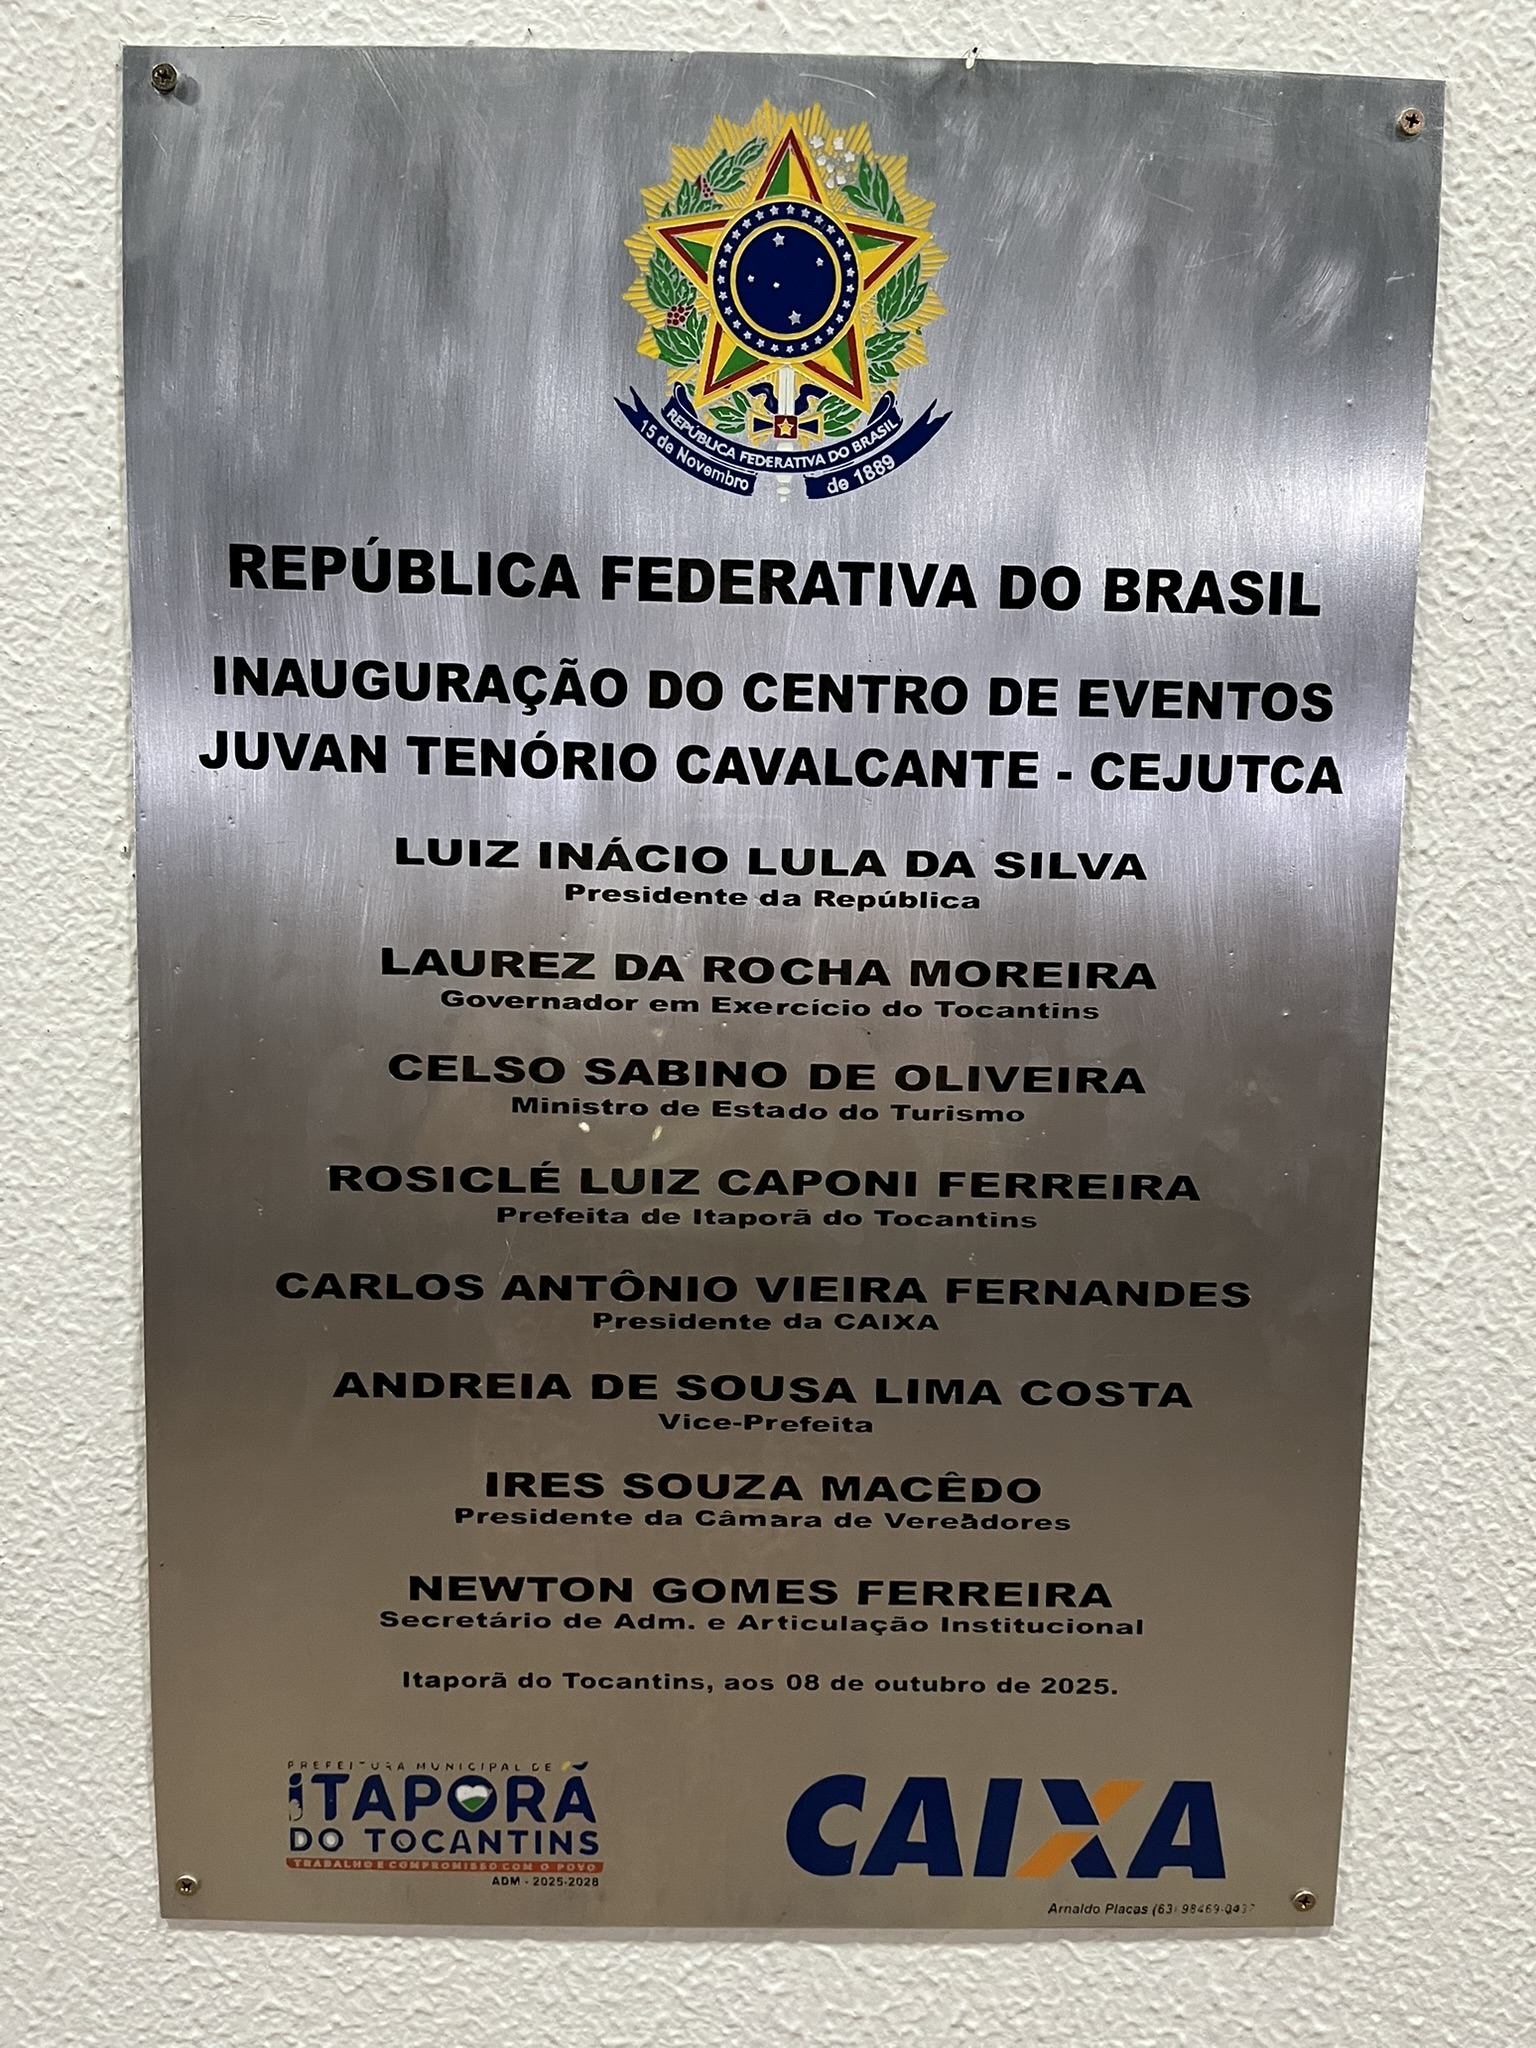 REPÚBLICA FEDERATIVA DO BRASIL
15 de Novembro de 1889
REPÚBLICA FEDERATIVA DO BRASIL
INAUGURAÇÃO DO CENTRO DE EVENTOS
JUVAN TENÓRIO CAVALCANTE - CEJUTCA
LUIZ INÁCIO LULA DA SILVA
Presidente da República
LAUREZ DA ROCHA MOREIRA
Governador em Exercício do Tocantins
CELSO SABINO DE OLIVEIRA
Ministro de Estado do Turismo
ROSICLÉ LUIZ CAPONI FERREIRA
Prefeita de Itaporã do Tocantins
CARLOS ANTÔNIO VIEIRA FERNANDES
Presidente da CAIXA
ANDREIA DE SOUSA LIMA COSTA
Vice-Prefeita
IRES SOUZA MACÊDO
Presidente da Câmara de Vereadores
NEWTON GOMES FERREIRA
Secretário de Adm. e Articulação Institucional
Itaporã do Tocantins, aos 08 de outubro de 2025.
PREFEITURA MUNICIPAL DE
ITAPORÃ
DO TOCANTINS
TRABALHO E COMPROMISSO COM O POVO
ADM - 2025-2028
CAIXA
Arnaldo Placas (63)